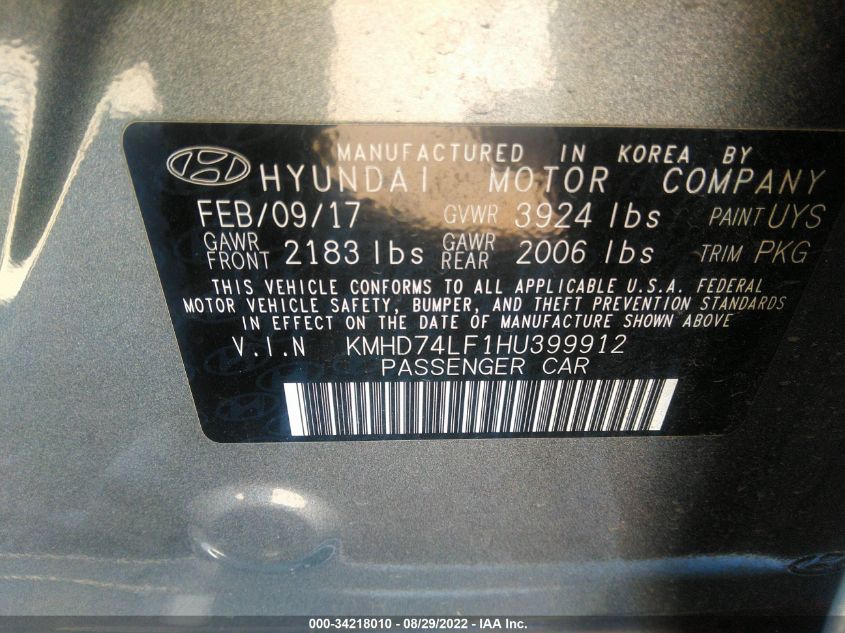 MANUFACTURED IN KOREA BY
HYUNDAI MOTOR COMPANY
FEB/09/17 GVWR 3924 lbs PAINT UYS
GAWR FRONT 2183 lbs GAWR REAR 2006 lbs TRIM PKG
THIS VEHICLE CONFORMS TO ALL APPLICABLE U.S.A. FEDERAL
MOTOR VEHICLE SAFETY, BUMPER, AND THEFT PREVENTION STANDARDS
IN EFFECT ON THE DATE OF MANUFACTURE SHOWN ABOVE
V.I.N KMHD74LF1HU399912
PASSENGER CAR
000-34218010 - 08/29/2022 - IAA Inc.